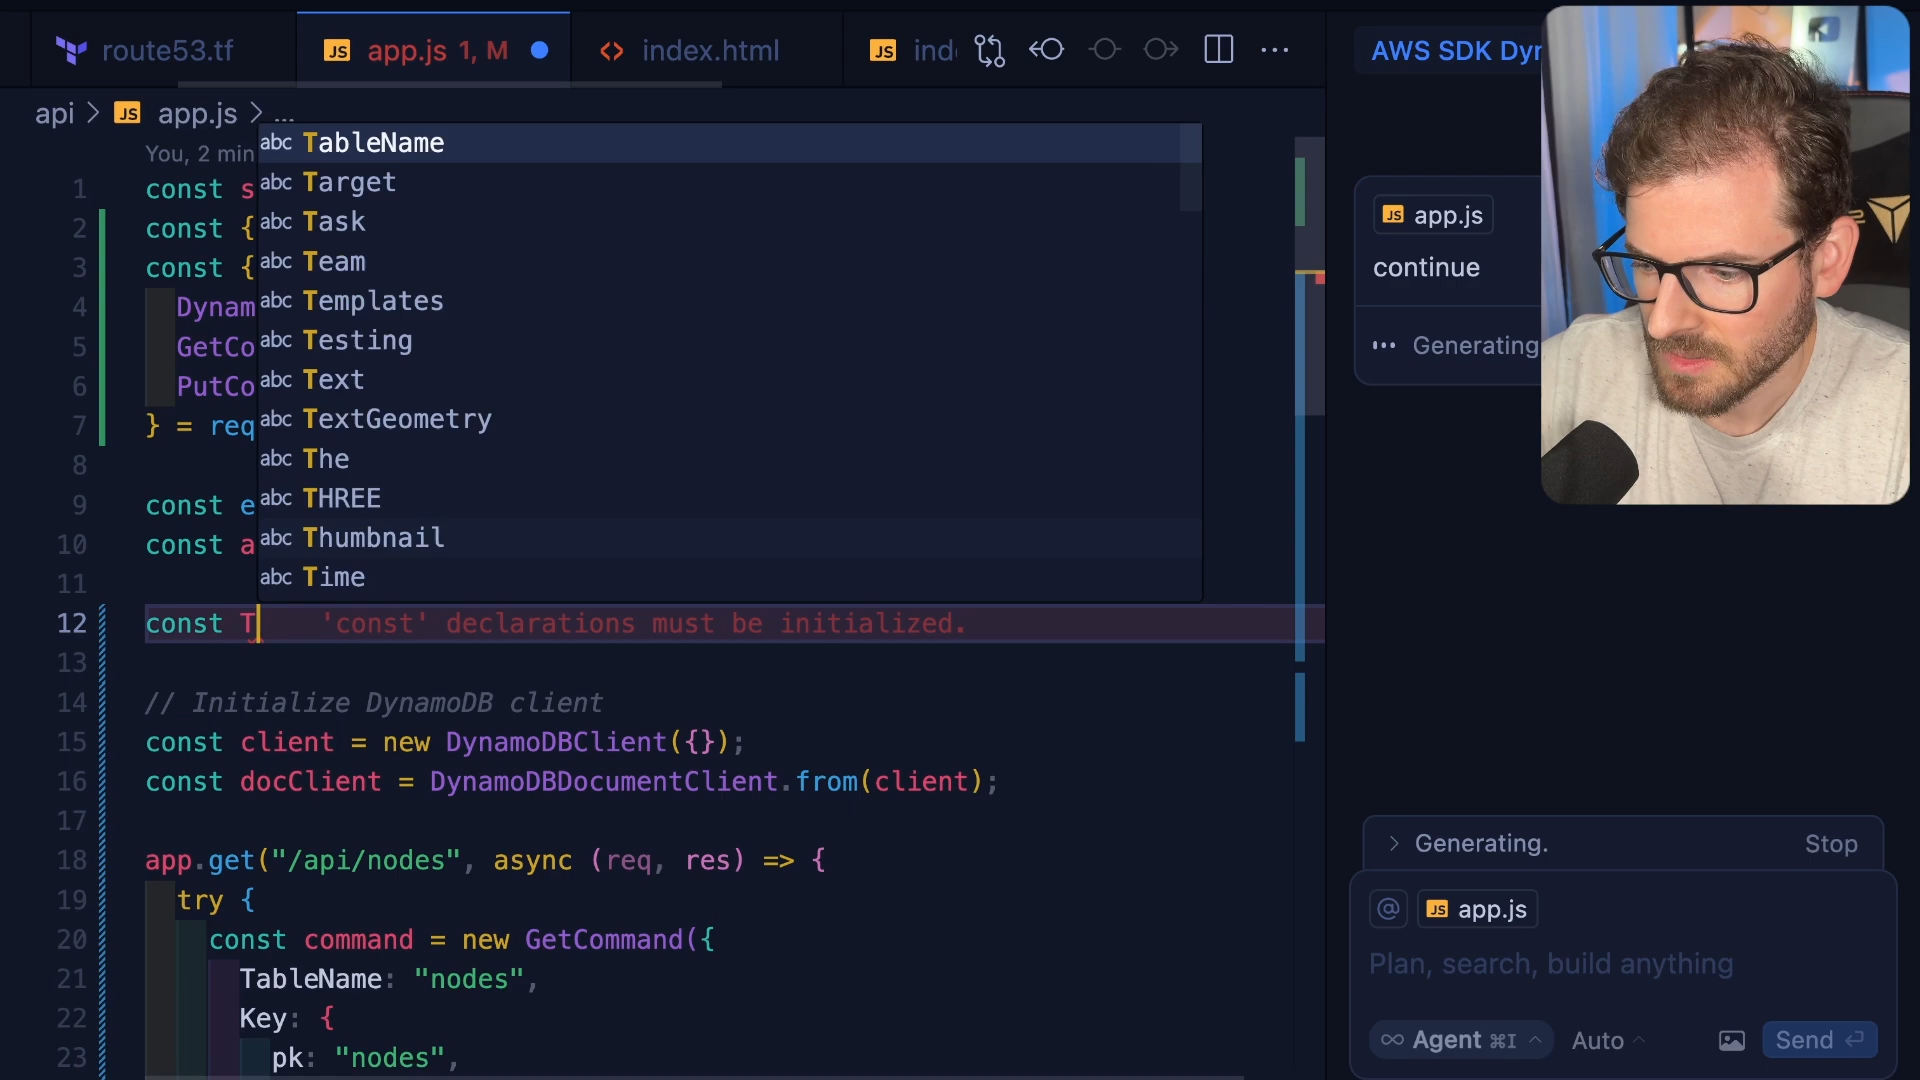 route53.tf
JS app.js 1, M
<> index.html
JS
AWS SDK
api > JS app.js > ...
You, 2 min
abc TableName
abc Target
abc Task
abc Team
abc Templates
abc Testing
abc Text
abc TextGeometry
abc The
abc THREE
abc Thumbnail
abc Time
1 const
2 const {
3 const {
4
5
6
7 } =
8
9 const
10 const
11
12 const T 'const' declarations must be initialized.
13
14 // Initialize DynamoDB client
15 const client = new DynamoDBClient({});
16 const docClient = DynamoDBDocumentClient.from(client);
17
18 app.get("/api/nodes", async (req, res) => {
19 try {
20 const command = new GetCommand({
21 TableName: "nodes",
22 Key: {
23 pk: "nodes",
JS app.js
continue
Generating
> Generating.
Stop
@ JS app.js
Plan, search, build anything
∞ Agent ⌘I
Auto
Send